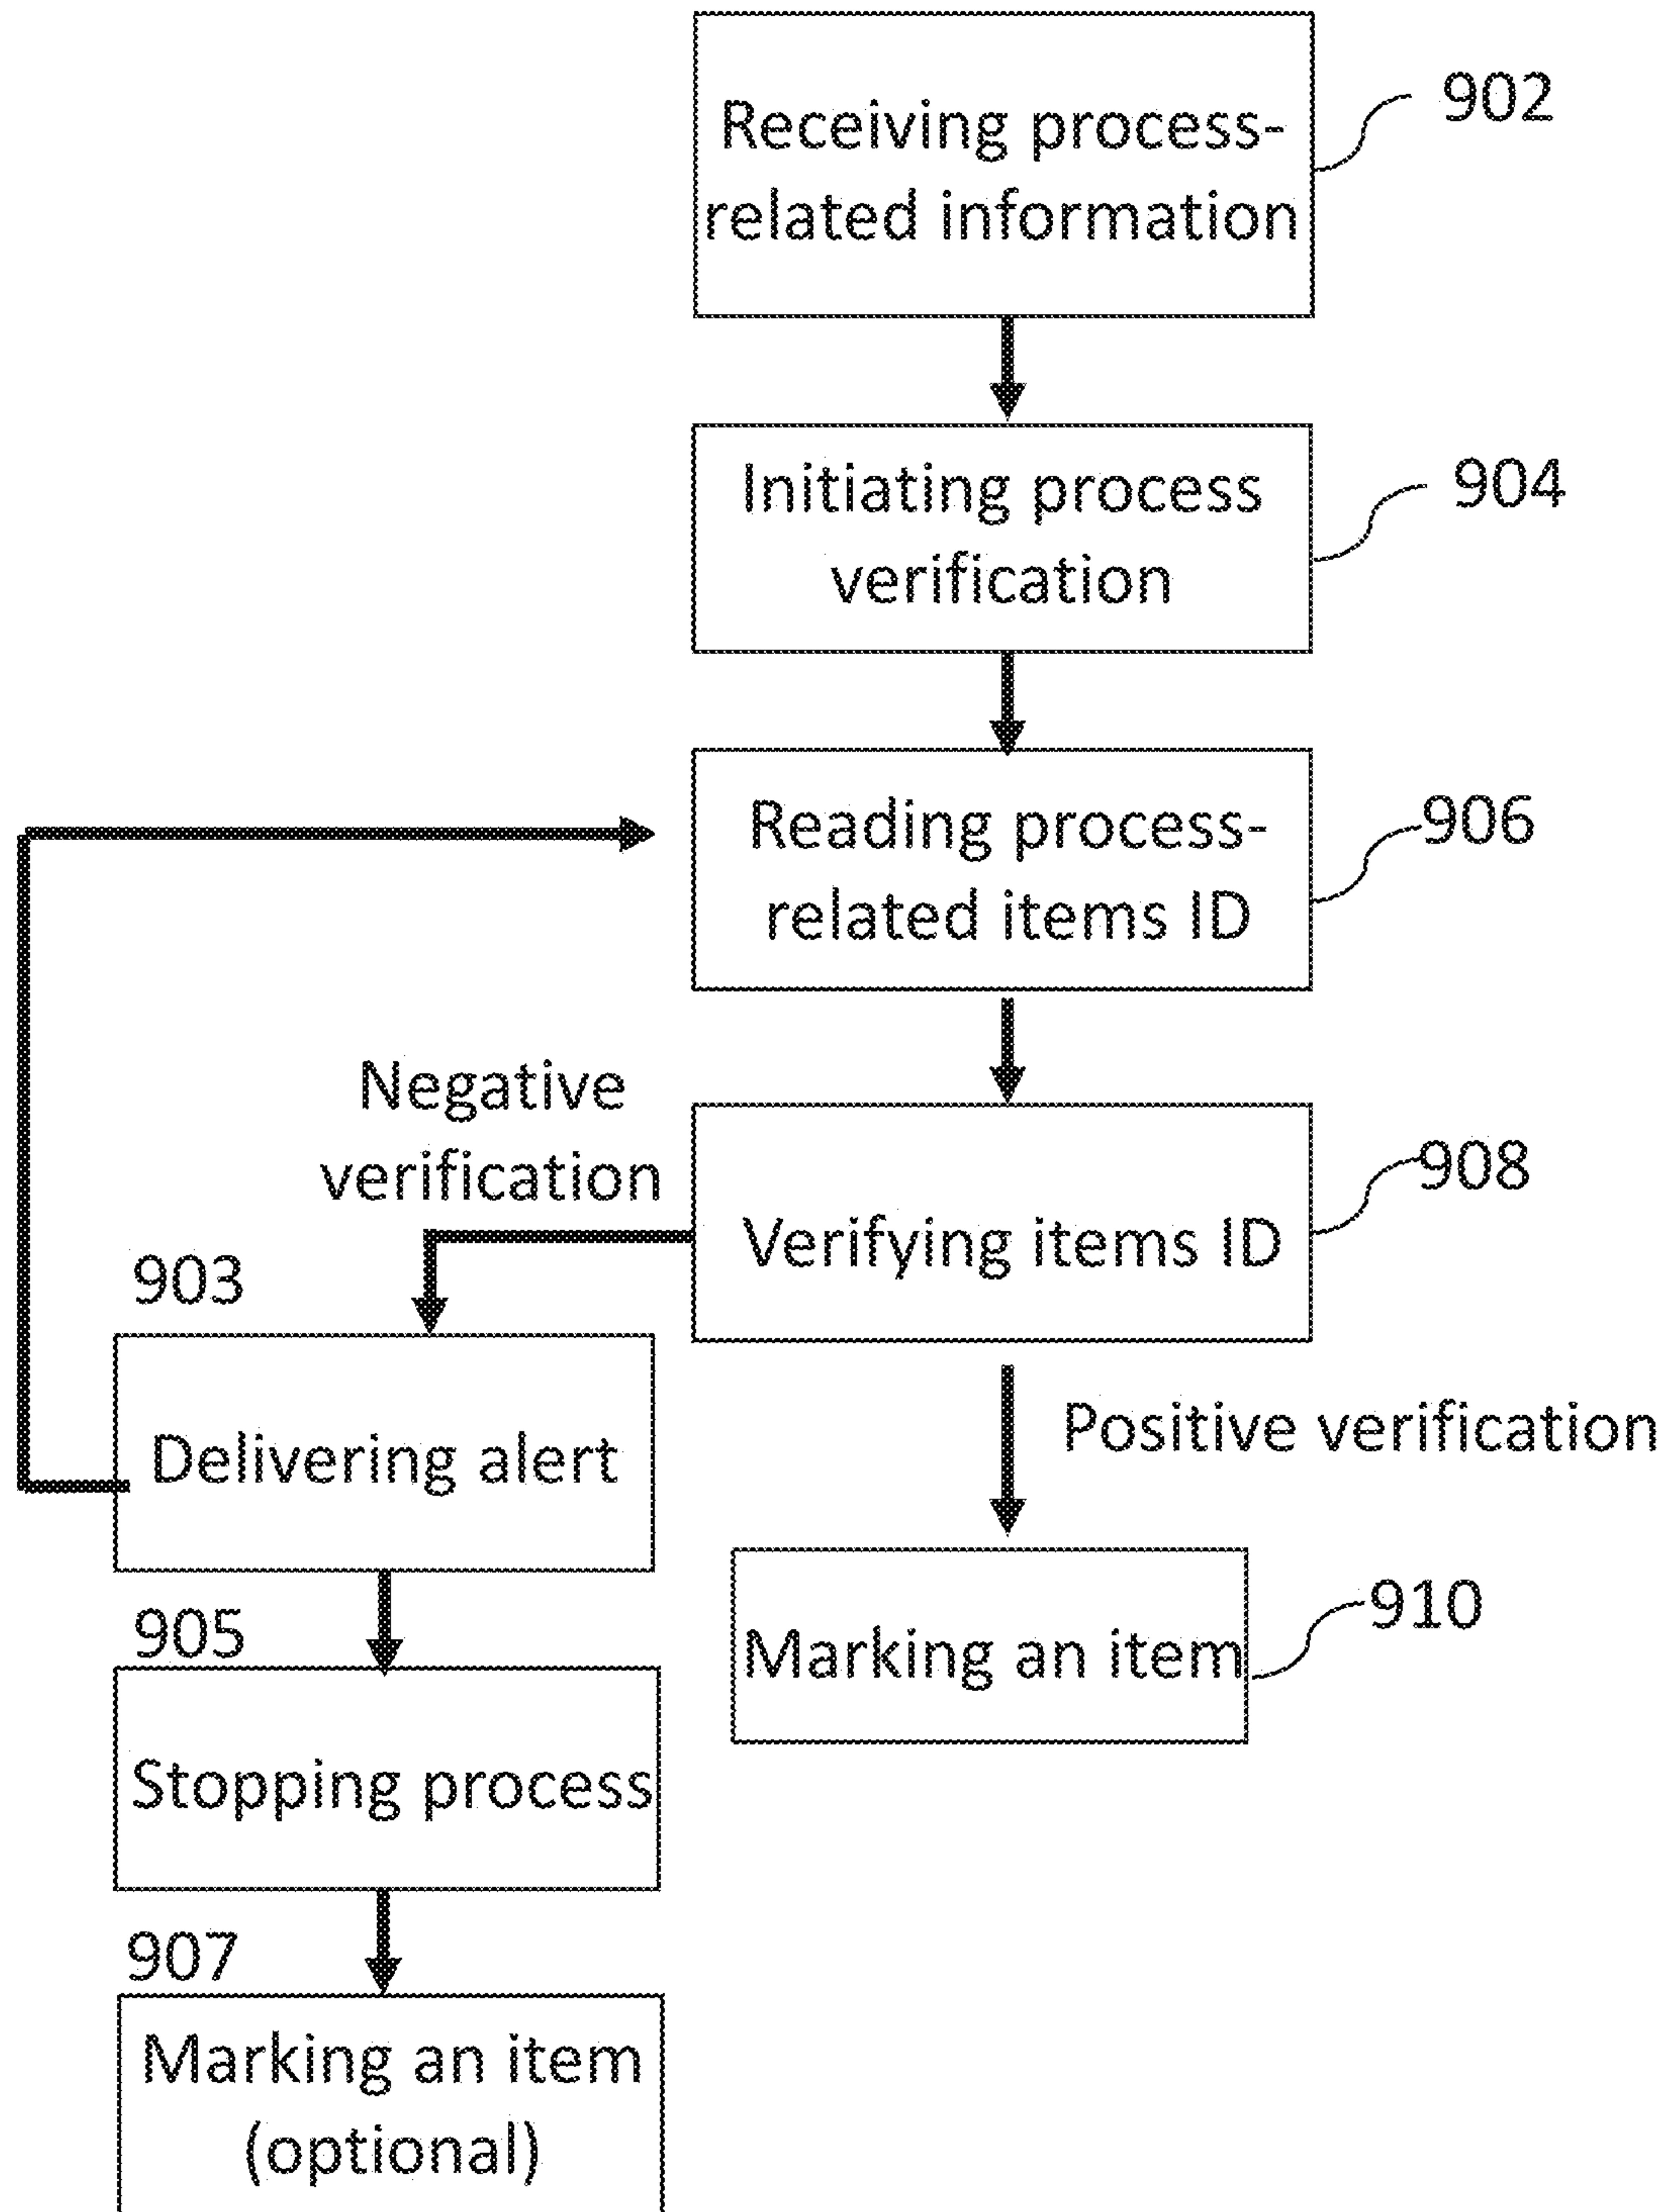 Receiving process-
related information
902
Initiating process
verification
904
Reading process-
related items ID
906
Negative
verification
Verifying items ID
908
903
Delivering alert
Positive verification
905
Stopping process
Marking an item
910
907
Marking an item
(optional)